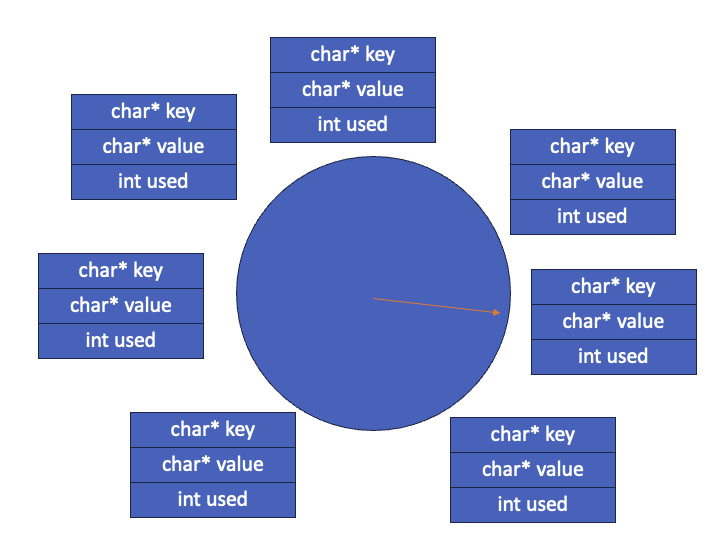 char* key
char* value
int used
char* key
char* value
int used
char* key
char* value
int used
char* key
char* value
int used
char* key
char* value
int used
char* key
char* value
int used
char* key
char* value
int used